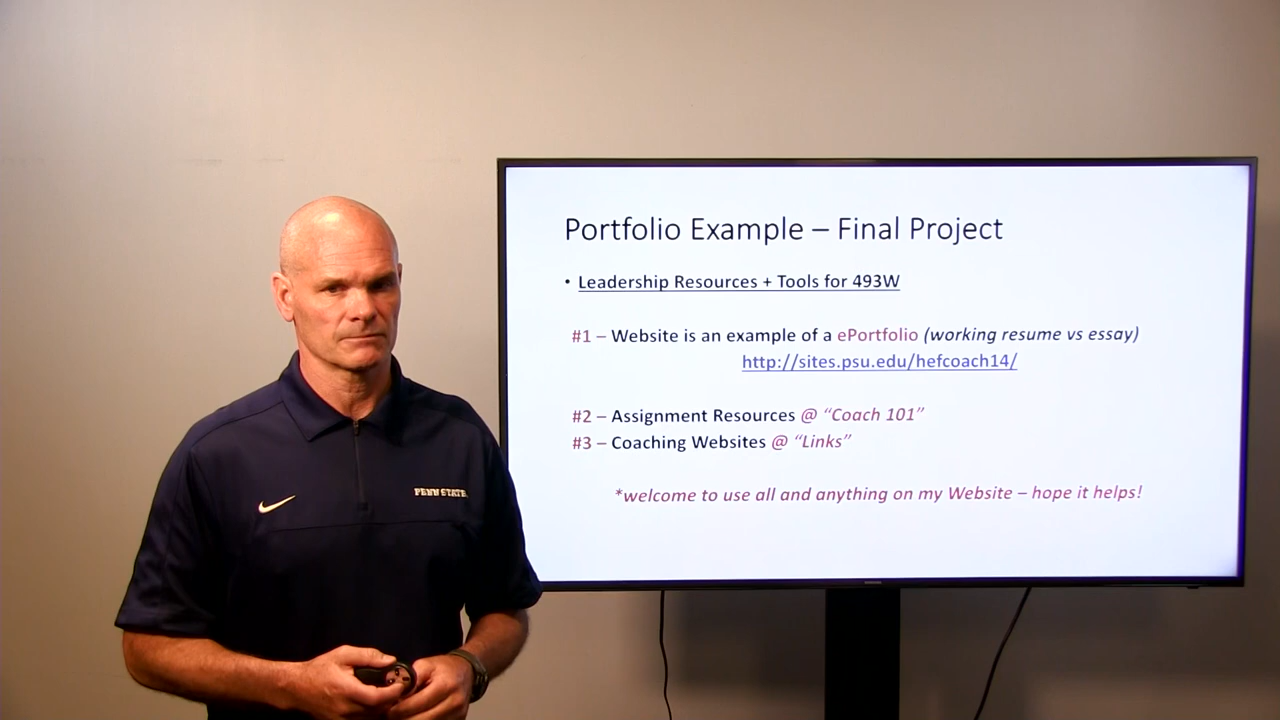 Portfolio Example – Final Project
• Leadership Resources + Tools for 493W
#1 – Website is an example of a ePortfolio (working resume vs essay)
http://sites.psu.edu/hefcoach14/
#2 – Assignment Resources @ “Coach 101”
#3 – Coaching Websites @ “Links”
*welcome to use all and anything on my Website – hope it helps!
PENN STATE